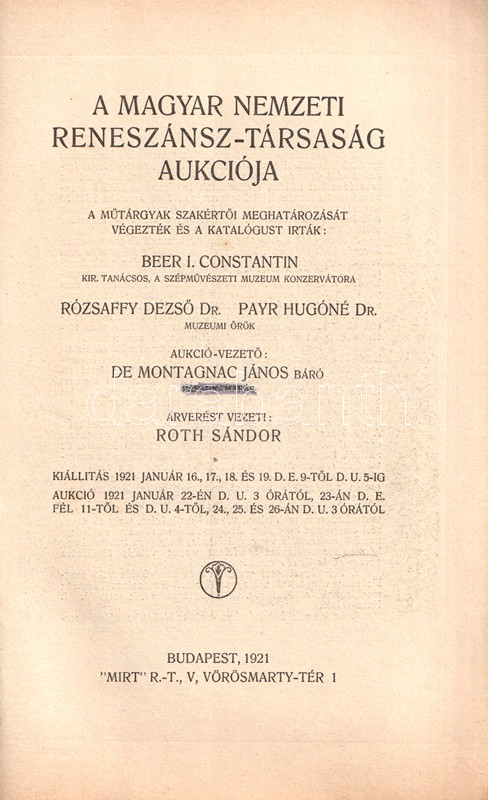 A MAGYAR NEMZETI
RENESZÁNSZ-TÁRSASÁG
AUKCIÓJA
A MŰTÁRGYAK SZAKÉRTŐI MEGHATÁROZÁSÁT
VÉGEZTÉK ÉS A KATALÓGUST IRTÁK:
BEER I. CONSTANTIN
KIR. TANÁCSOS, A SZÉPMŰVÉSZETI MUZEUM KONZERVÁTORA
RÓZSAFFY DEZSŐ DR. PAYR HUGÓNÉ DR.
MUZEUMI ŐRÖK
AUKCIÓ-VEZETŐ:
DE MONTAGNAC JÁNOS BÁRÓ
darabanth
ÁRVERÉST VEZETI:
ROTH SÁNDOR
KIÁLLITÁS 1921 JANUÁR 16., 17., 18. ÉS 19. D. E. 9-TŐL D. U. 5-IG
AUKCIÓ 1921 JANUÁR 22-ÉN D. U. 3 ÓRÁTÓL, 23-ÁN D. E.
FÉL 11-TŐL ÉS D. U. 4-TŐL, 24., 25. ÉS 26-ÁN D. U. 3 ÓRÁTÓL
BUDAPEST, 1921
"MIRT" R.-T., V, VÖRÖSMARTY-TÉR 1